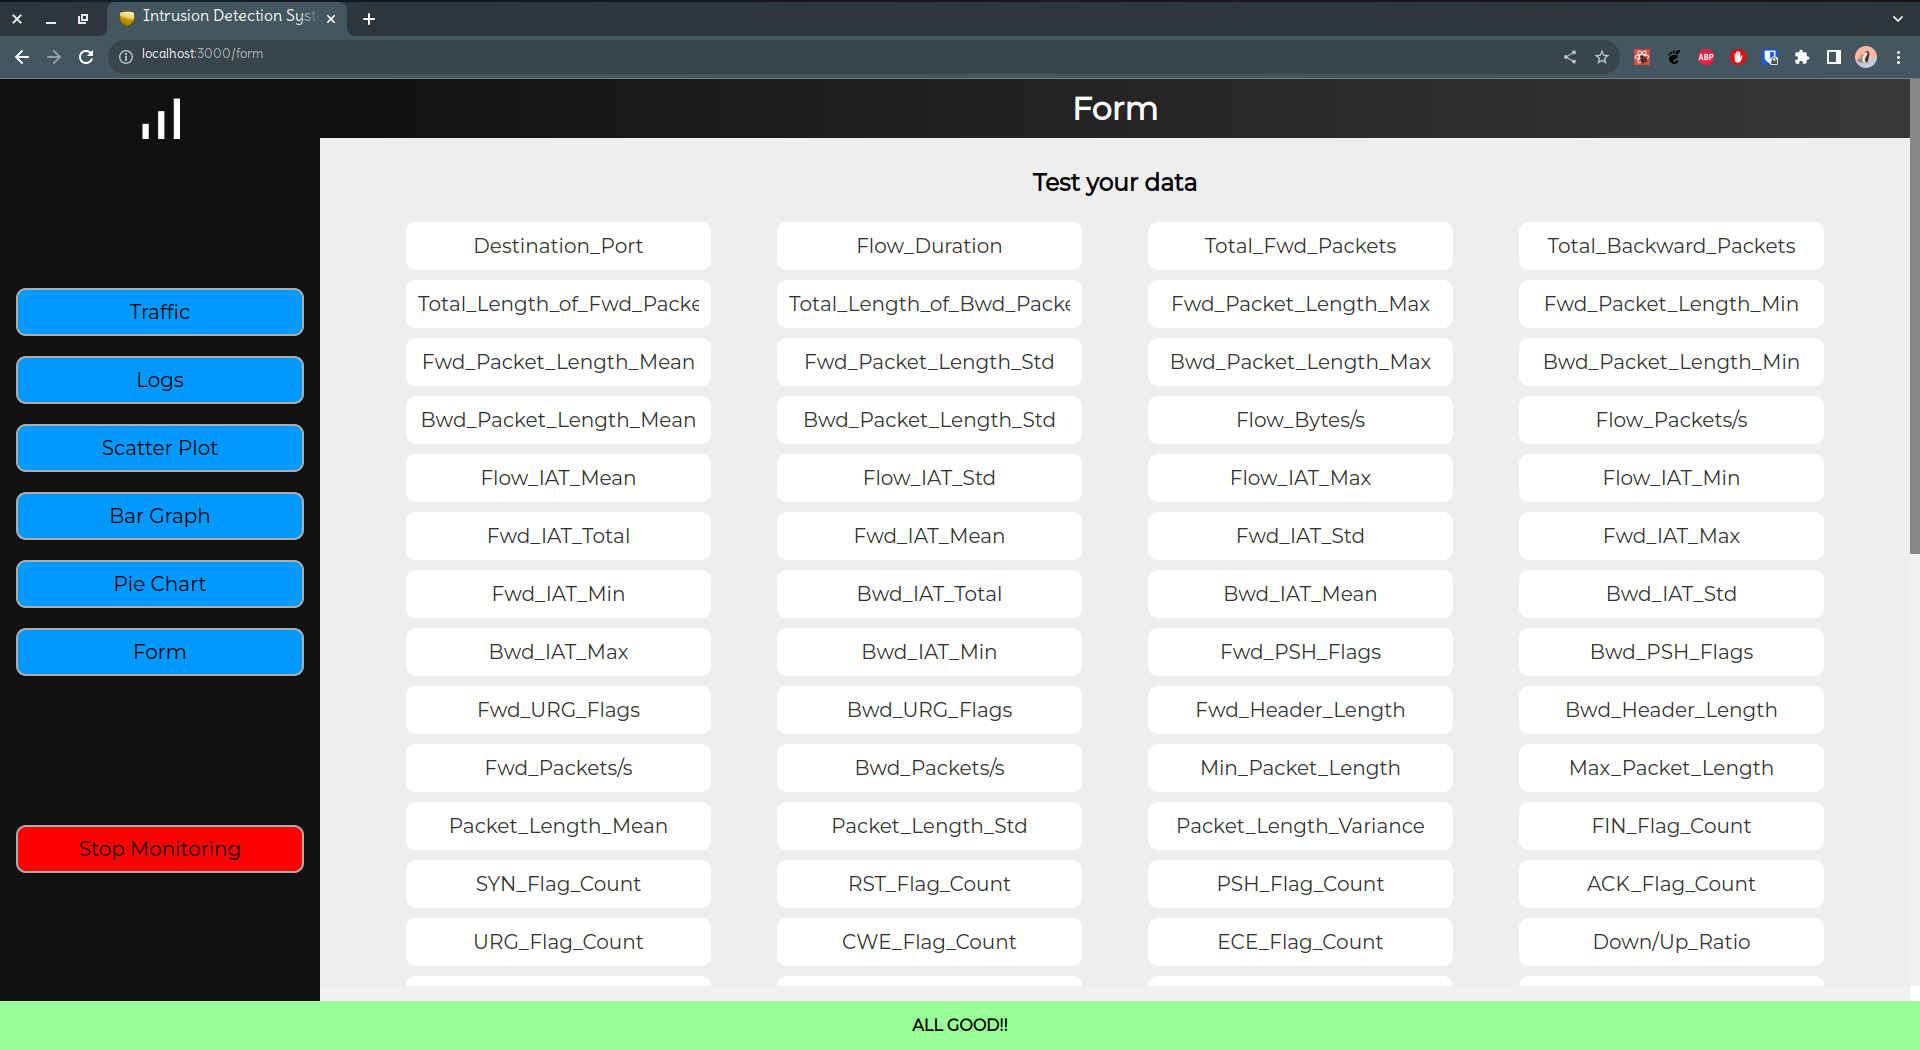 Intrusion Detection Syst
localhost:3000/form
ABP
Form
Test your data
Traffic
Logs
Scatter Plot
Bar Graph
Pie Chart
Form
Stop Monitoring
Destination_Port Flow_Duration Total_Fwd_Packets Total_Backward_Packets
Total_Length_of_Fwd_Packe Total_Length_of_Bwd_Packe Fwd_Packet_Length_Max Fwd_Packet_Length_Min
Fwd_Packet_Length_Mean Fwd_Packet_Length_Std Bwd_Packet_Length_Max Bwd_Packet_Length_Min
Bwd_Packet_Length_Mean Bwd_Packet_Length_Std Flow_Bytes/s Flow_Packets/s
Flow_IAT_Mean Flow_IAT_Std Flow_IAT_Max Flow_IAT_Min
Fwd_IAT_Total Fwd_IAT_Mean Fwd_IAT_Std Fwd_IAT_Max
Fwd_IAT_Min Bwd_IAT_Total Bwd_IAT_Mean Bwd_IAT_Std
Bwd_IAT_Max Bwd_IAT_Min Fwd_PSH_Flags Bwd_PSH_Flags
Fwd_URG_Flags Bwd_URG_Flags Fwd_Header_Length Bwd_Header_Length
Fwd_Packets/s Bwd_Packets/s Min_Packet_Length Max_Packet_Length
Packet_Length_Mean Packet_Length_Std Packet_Length_Variance FIN_Flag_Count
SYN_Flag_Count RST_Flag_Count PSH_Flag_Count ACK_Flag_Count
URG_Flag_Count CWE_Flag_Count ECE_Flag_Count Down/Up_Ratio
ALL GOOD!!